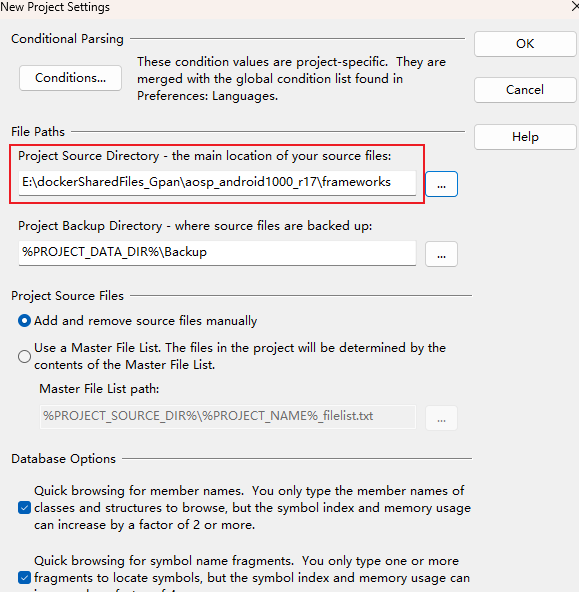 New Project Settings
Conditional Parsing
OK
Conditions...
These condition values are project-specific. They are
merged with the global condition list found in
Preferences: Languages.
Cancel
File Paths
Help
Project Source Directory - the main location of your source files:
E:\dockerSharedFiles_Gpan\aosp_android1000_r17\frameworks
...
Project Backup Directory - where source files are backed up:
%PROJECT_DATA_DIR%\Backup
...
Project Source Files
Add and remove source files manually
Use a Master File List. The files in the project will be determined by the
contents of the Master File List.
Master File List path:
%PROJECT_SOURCE_DIR%\%PROJECT_NAME%_filelist.txt
...
Database Options
Quick browsing for member names. You only type the member names of
classes and structures to browse, but the symbol index and memory usage
can increase by a factor of 2 or more.
Quick browsing for symbol name fragments. You only type one or more
fragments to locate symbols, but the symbol index and memory usage can